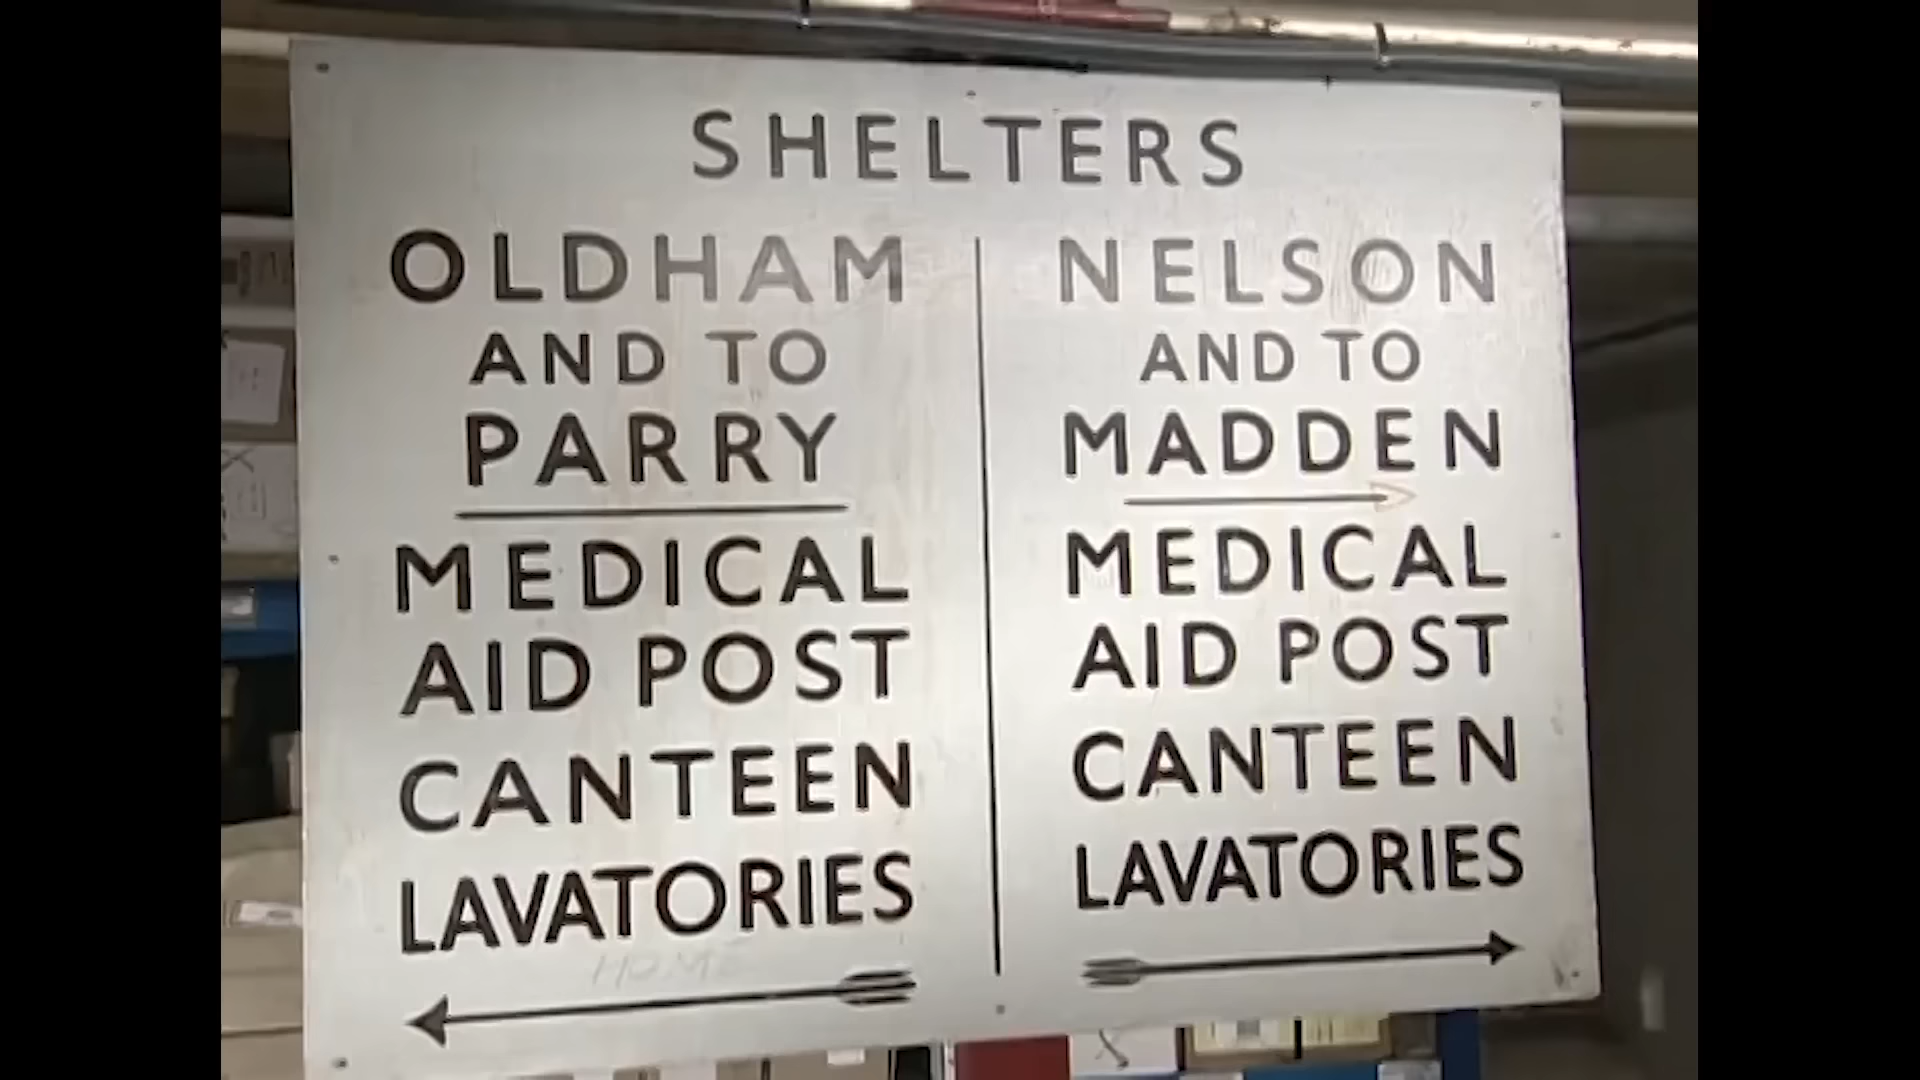 SHELTERS
OLDHAM
AND TO
PARRY
MEDICAL
AID POST
CANTEEN
LAVATORIES
HOME
NELSON
AND TO
MADDEN
MEDICAL
AID POST
CANTEEN
LAVATORIES